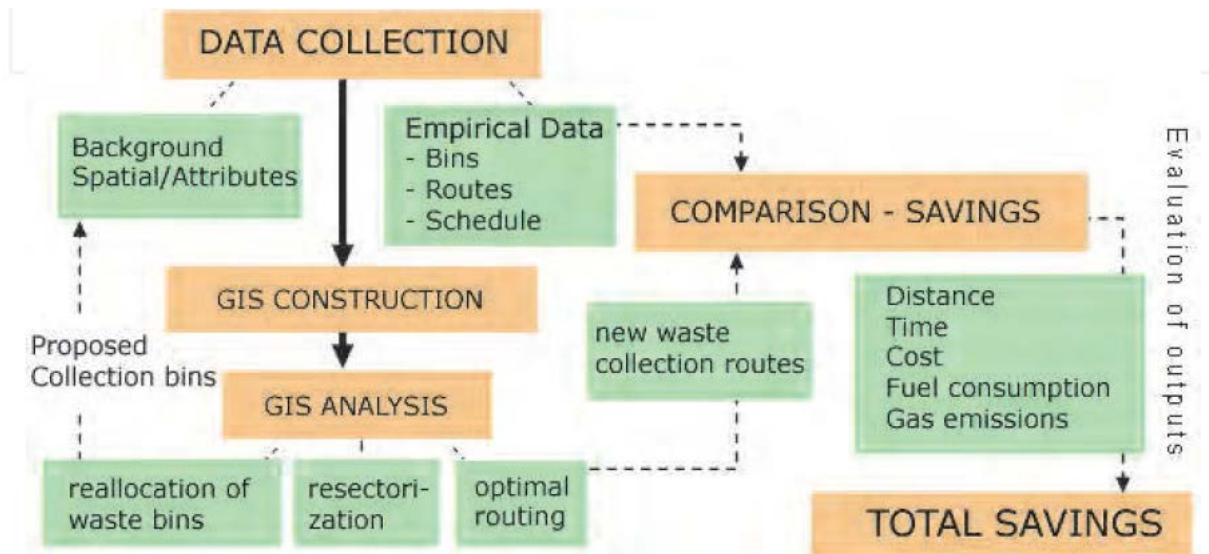 DATA COLLECTION
Background
Spatial/Attributes
Empirical Data
- Bins
- Routes
- Schedule
COMPARISON - SAVINGS
Evaluation of outputs
GIS CONSTRUCTION
Proposed
Collection bins
new waste
collection routes
Distance
Time
Cost
Fuel consumption
Gas emissions
GIS ANALYSIS
reallocation of
waste bins
resectori-
zation
optimal
routing
TOTAL SAVINGS